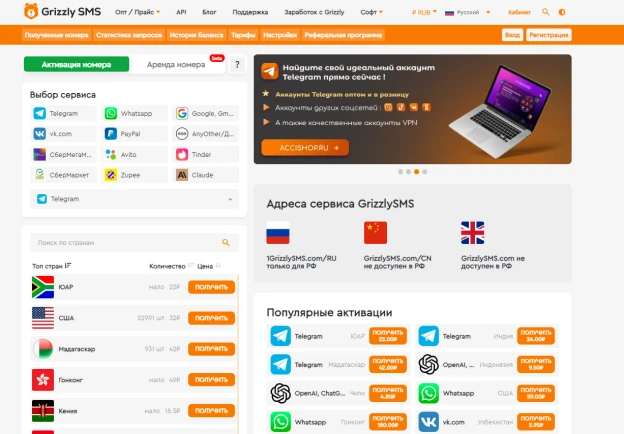 Grizzly SMS
Опт / Прайс
API
Блог
Поддержка
Заработок с Grizzly
Софт
₽ RUB
Русский
Кабинет
Полученные номера
Статистика запросов
История баланса
Тарифы
Настройки
Реферальная программа
Вход
Регистрация
Активация номера
Аренда номера
beta
?
Выбор сервиса
Telegram
Whatsapp
Google, Gm...
vk.com
PayPal
AnyOther/Д...
СберМегаМ...
Avito
Tinder
СберМаркет
Zupee
Claude
Telegram
Поиск по странам
Топ стран
Количество
Цена
ЮАР
мало
22₽
ПОЛУЧИТЬ
США
22991 шт
32₽
ПОЛУЧИТЬ
Мадагаскар
931 шт
42₽
ПОЛУЧИТЬ
Гонконг
мало
49₽
ПОЛУЧИТЬ
Кения
мало
18.5₽
ПОЛУЧИТЬ
Найдите свой идеальный аккаунт
Telegram прямо сейчас !
Аккаунты Telegram оптом и в розницу
Аккаунты других соцсетей :
А также качественные аккаунты VPN
ACCISHOP.RU →
Адреса сервиса GrizzlySMS
1GrizzlySMS.com/RU
только для РФ
GrizzlySMS.com/CN
не доступен в РФ
GrizzlySMS.com не
доступен в РФ
Популярные активации
Telegram
ЮАР
ПОЛУЧИТЬ
22.00₽
Telegram
Индия
ПОЛУЧИТЬ
24.00₽
Telegram
Мадагаскар
ПОЛУЧИТЬ
42.00₽
OpenAI, ...
Индонезия
ПОЛУЧИТЬ
9.50₽
OpenAI, ChatG...
Чили
ПОЛУЧИТЬ
4.80₽
Whatsapp
США
ПОЛУЧИТЬ
59.00₽
Whatsapp
Гонконг
ПОЛУЧИТЬ
180.00₽
vk.com
Узбекистан
ПОЛУЧИТЬ
5.95₽